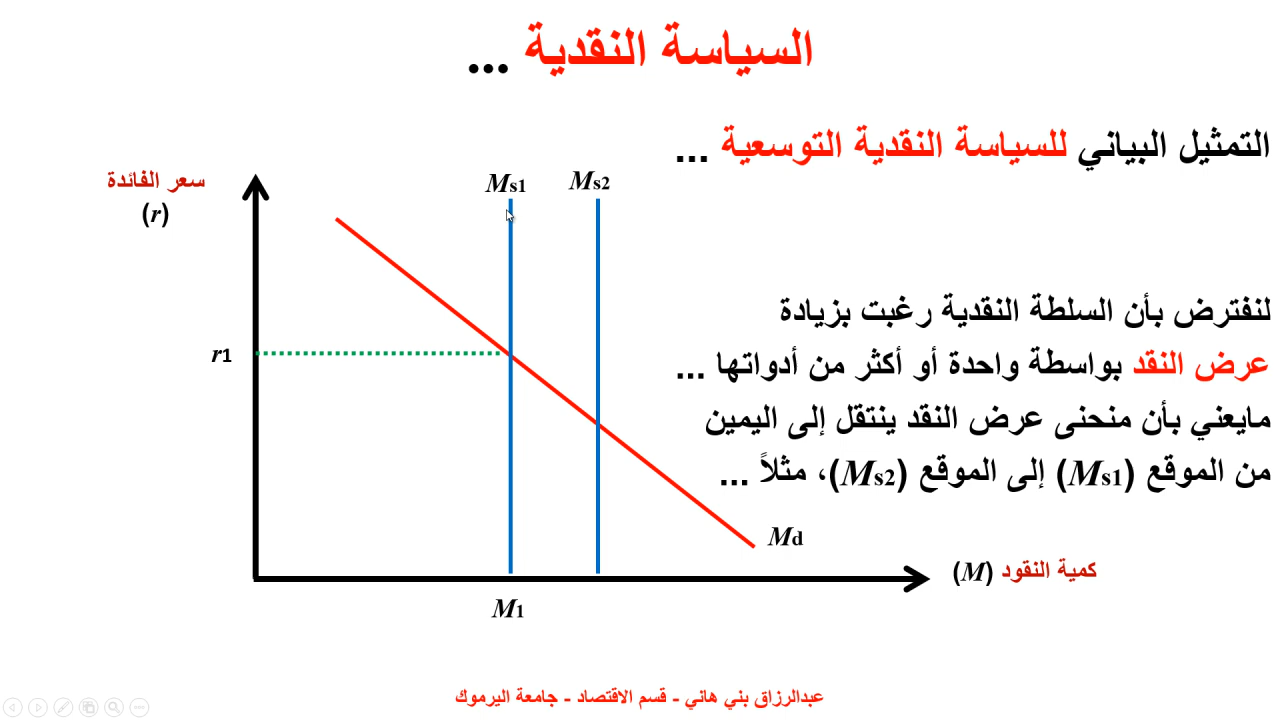 السياسة النقدية ...
التمثيل البياني للسياسة النقدية التوسعية ...
سعر الفائدة
(r)
Ms1
Ms2
لنفترض بأن السلطة النقدية رغبت بزيادة
عرض النقد بواسطة واحدة أو أكثر من أدواتها ...
مايعني بأن منحنى عرض النقد ينتقل إلى اليمين
من الموقع (Ms1) إلى الموقع (Ms2)، مثلاً ...
r1
Md
كمية النقود (M)
M1
عبدالرزاق بني هاني - قسم الاقتصاد - جامعة اليرموك